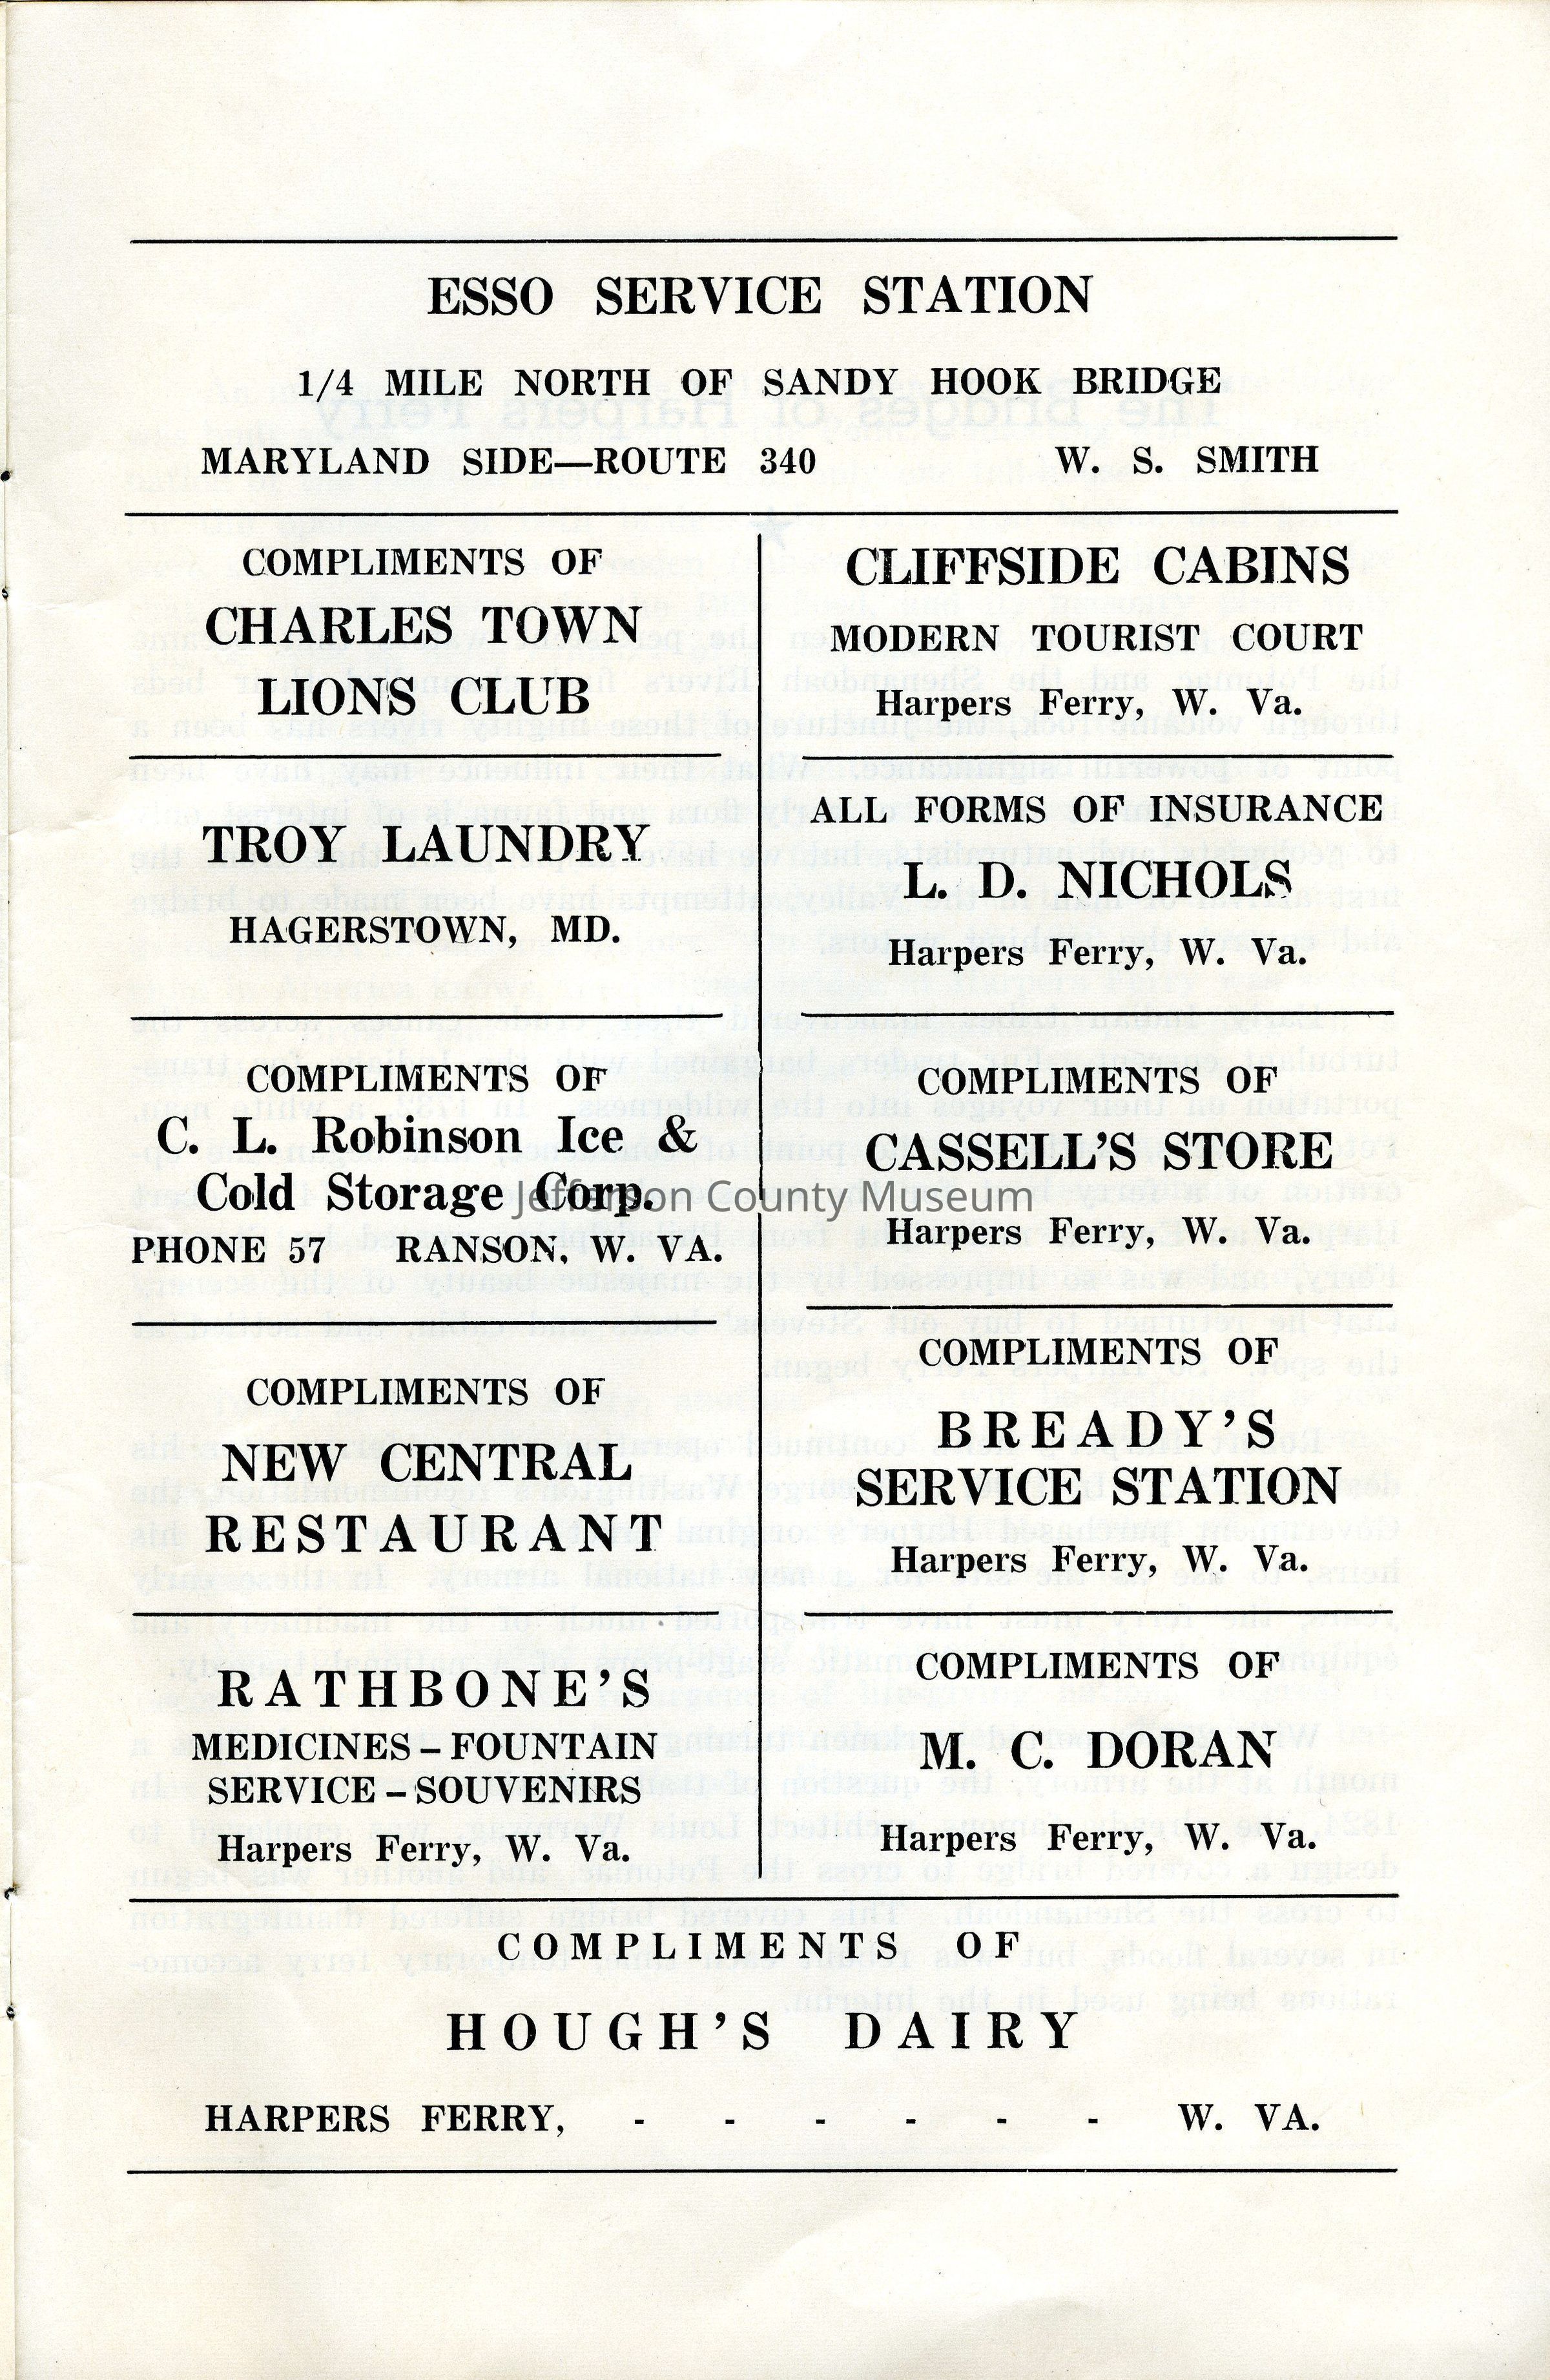 ESSO SERVICE STATION
1/4 MILE NORTH OF SANDY HOOK BRIDGE
MARYLAND SIDE—ROUTE 340 W. S. SMITH
COMPLIMENTS OF
CHARLES TOWN
LIONS CLUB
TROY LAUNDRY
HAGERSTOWN, MD.
COMPLIMENTS OF
C. L. Robinson Ice &
Cold Storage Corp.
PHONE 57 RANSON, W. VA.
COMPLIMENTS OF
NEW CENTRAL
RESTAURANT
RATHBONE'S
MEDICINES – FOUNTAIN
SERVICE – SOUVENIRS
Harpers Ferry, W. Va.
CLIFFSIDE CABINS
MODERN TOURIST COURT
Harpers Ferry, W. Va.
ALL FORMS OF INSURANCE
L. D. NICHOLS
Harpers Ferry, W. Va.
COMPLIMENTS OF
CASSELL'S STORE
Harpers Ferry, W. Va.
COMPLIMENTS OF
BREADY'S
SERVICE STATION
Harpers Ferry, W. Va.
COMPLIMENTS OF
M. C. DORAN
Harpers Ferry, W. Va.
COMPLIMENTS OF
HOUGH'S DAIRY
HARPERS FERRY, - - - - - - W. VA.
Jefferson County Museum